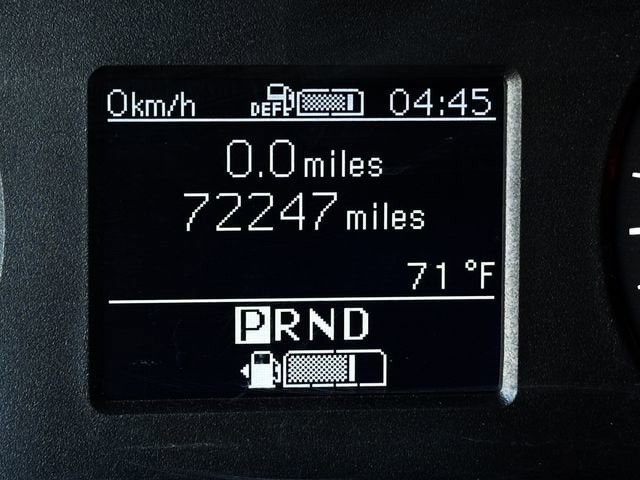 0km/h DEF 04:45
0.0 miles
72247 miles
71 °F
PRND